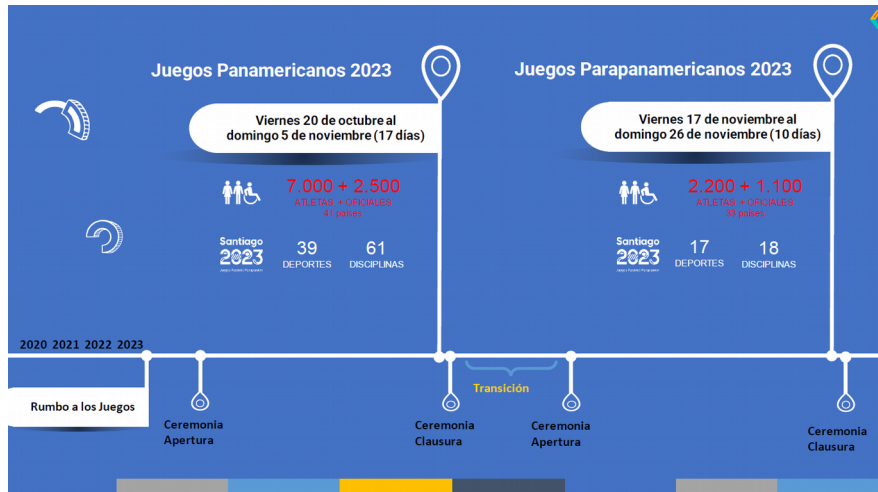 Juegos Panamericanos 2023
Viernes 20 de octubre al
domingo 5 de noviembre (17 días)
7.000 + 2.500
ATLETAS + OFICIALES
41 países
Santiago
2023
39
DEPORTES
61
DISCIPLINAS
Juegos Parapanamericanos 2023
Viernes 17 de noviembre al
domingo 26 de noviembre (10 días)
2.200 + 1.100
ATLETAS + OFICIALES
33 países
Santiago
2023
17
DEPORTES
18
DISCIPLINAS
2020 2021 2022 2023
Rumbo a los Juegos
Ceremonia
Apertura
Ceremonia
Clausura
Transición
Ceremonia
Apertura
Ceremonia
Clausura